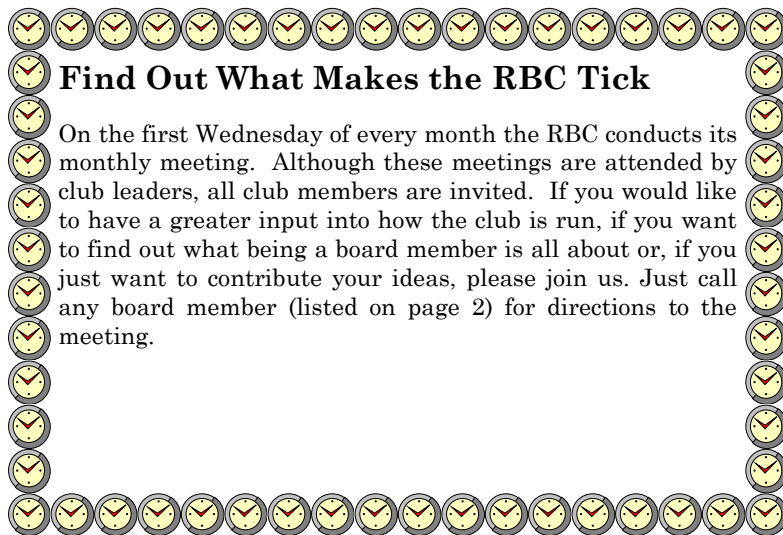 Find Out What Makes the RBC Tick
On the first Wednesday of every month the RBC conducts its
monthly meeting.  Although these meetings are attended by
club leaders, all club members are invited.  If you would like
to have a greater input into how the club is run, if you want
to find out what being a board member is all about or, if you
just want to contribute your ideas, please join us. Just call
any board member (listed on page 2) for directions to the
meeting.